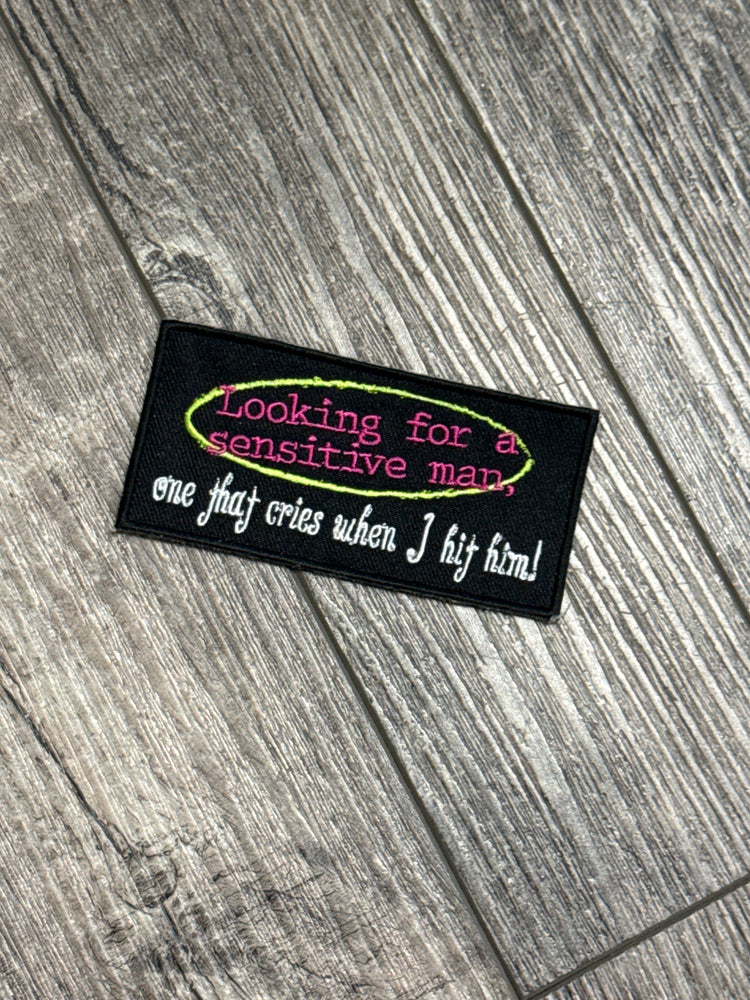 Looking for a
sensitive man,
one that cries when I hit him!